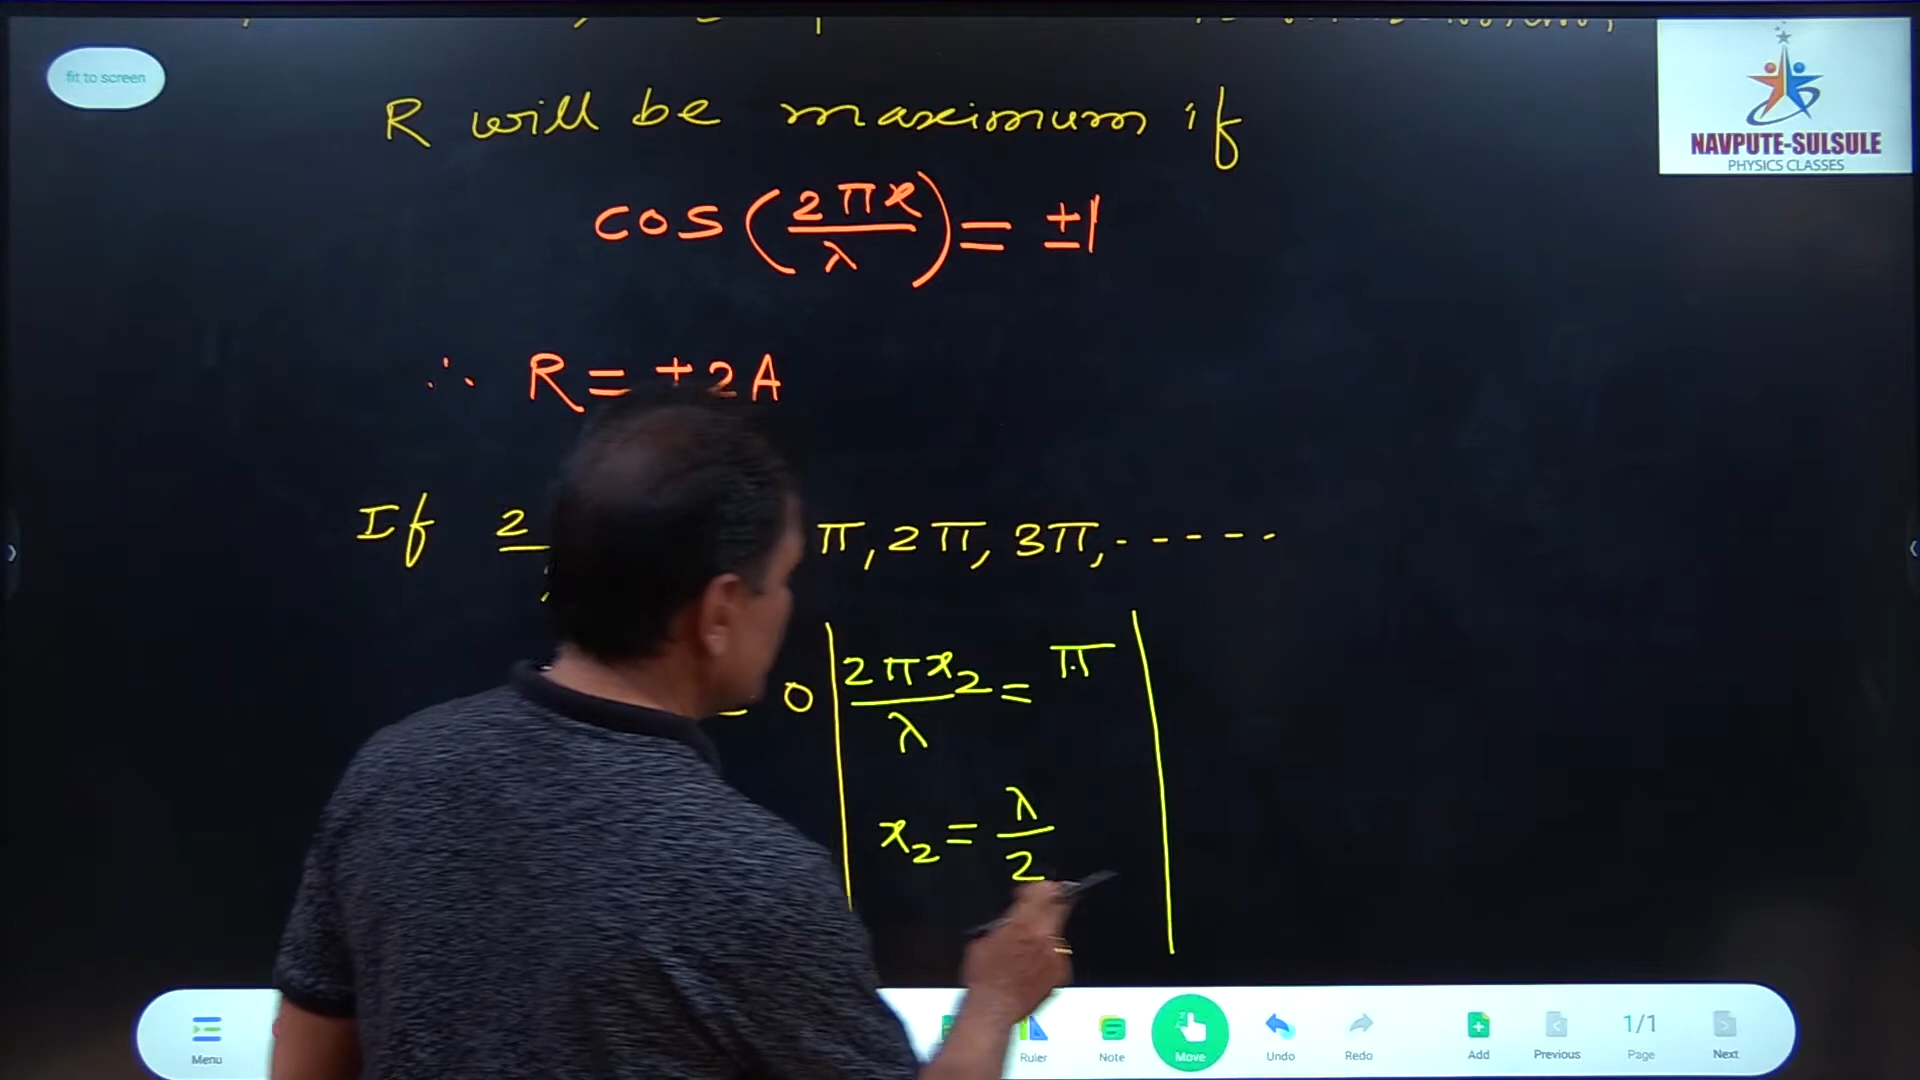 fit to screen
NAVPUTE-SULSULE
PHYSICS CLASSES
R will be maximum if
cos (2πx/λ) = ±1
∴ R = ±2A
If 2 π, 2π, 3π, -----
= 0
2πx₂/λ = π
x₂ = λ/2
Menu Ruler Note Move Undo Redo Add Previous 1/1 Page Next